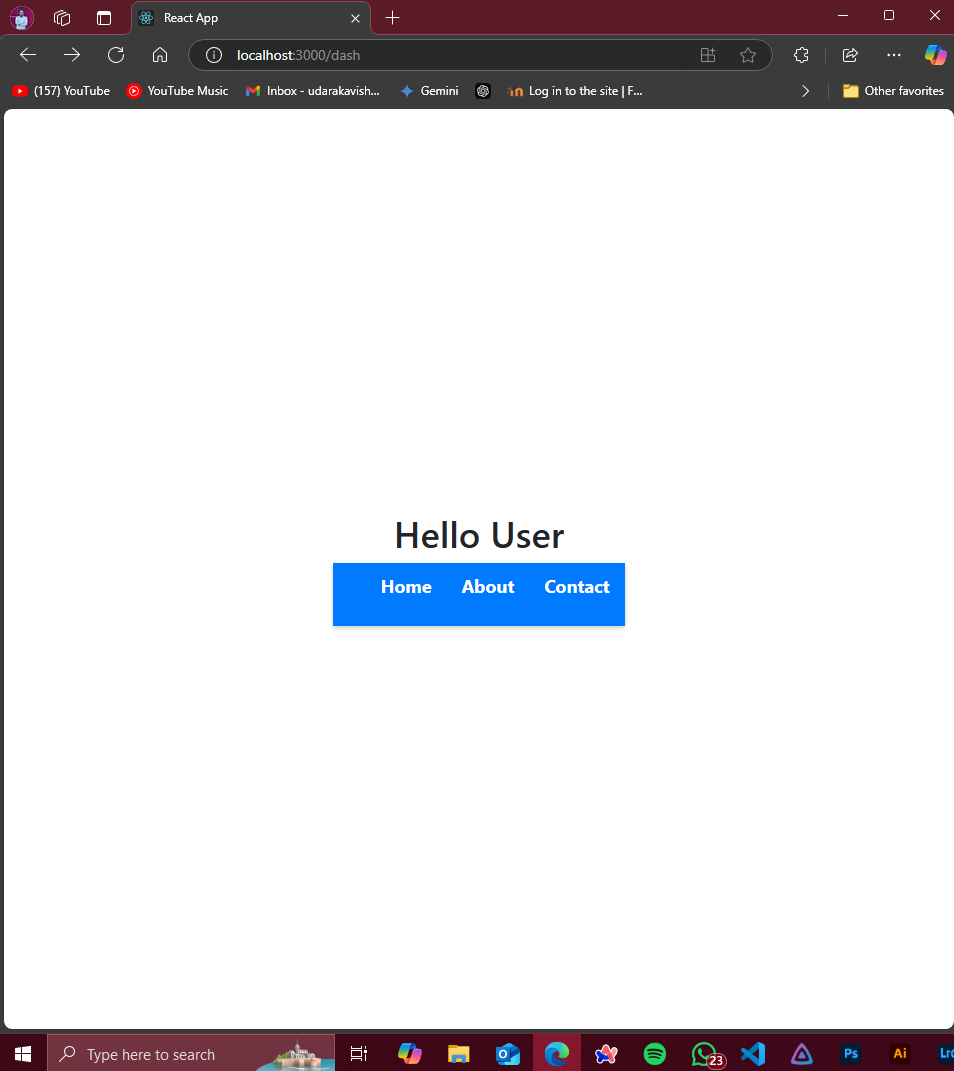 React App
localhost:3000/dash
(157) YouTube
YouTube Music
Inbox - udarakavish...
Gemini
Log in to the site | F...
Other favorites
Hello User
Home About Contact
Type here to search
23
Ps
Ai
Lrc